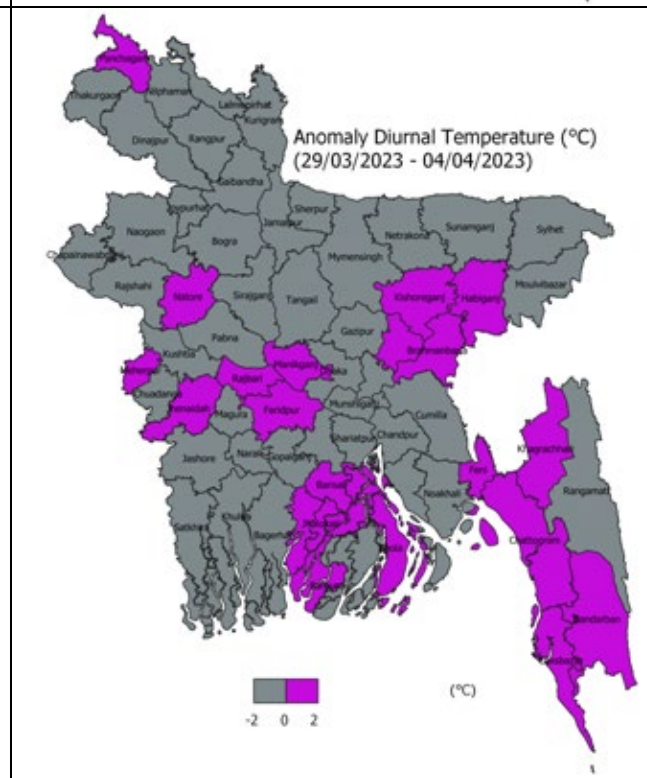 Panchagarh
Nilphamari
Thakurgaon
Lalmonirhat
Kurigram
Anomaly Diurnal Temperature (°C)
Dinajpur
Rangpur
(29/03/2023 - 04/04/2023)
Gaibandha
Sherpur
Joypurhat
Jamalpur
Netrakona
Sunamganj
Sylhet
Naogaon
Bogra
Mymensingh
Chapainawabganj
Moulvibazar
Rajshahi
Natore
Sirajganj
Tangail
Kishoreganj
Habiganj
Pabna
Gazipur
Kushtia
Brahmanbaria
Manikganj
Dhaka
Rajbari
Chuadanga
Jhenaidah
Magura
Faridpur
Munshiganj
Cumilla
Shariatpur
Chandpur
Khagrachhari
Jashore
Narail
Gopalganj
Feni
Rangamati
Barisal
Noakhali
Satkhira
Khulna
Bagerhat
Chattogram
Bhola
Bandarban
(°C)
-2 0 2